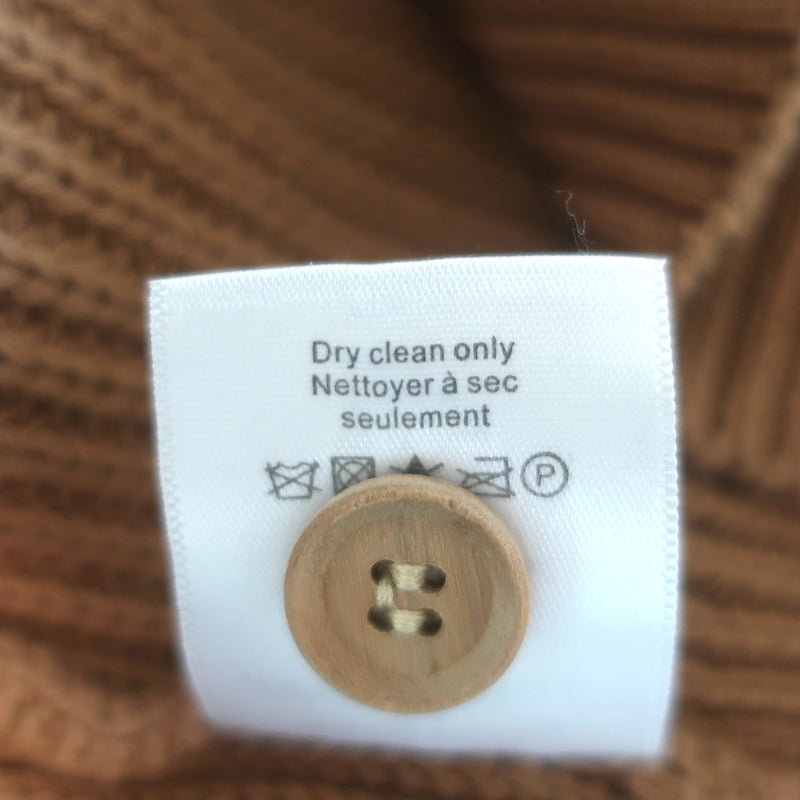 Dry clean only
Nettoyer à sec
seulement
P